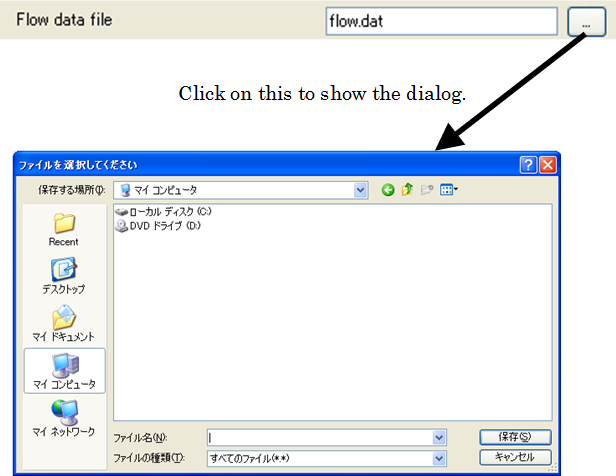 Flow data file
flow.dat
...
Click on this to show the dialog.
ファイルを選択してください
保存する場所(I):
マイ コンピュータ
ローカル ディスク (C:)
DVD ドライブ (D:)
Recent
デスクトップ
マイ ドキュメント
マイ コンピュータ
マイ ネットワーク
ファイル名(N):
保存(S)
ファイルの種類(T):
すべてのファイル(*.*)
キャンセル